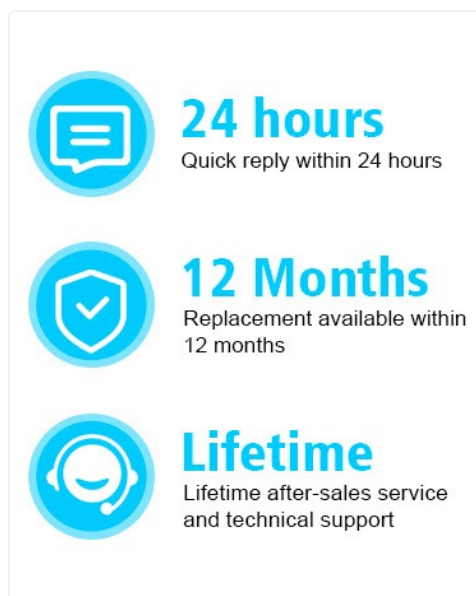 24 hours
Quick reply within 24 hours
12 Months
Replacement available within
12 months
Lifetime
Lifetime after-sales service
and technical support